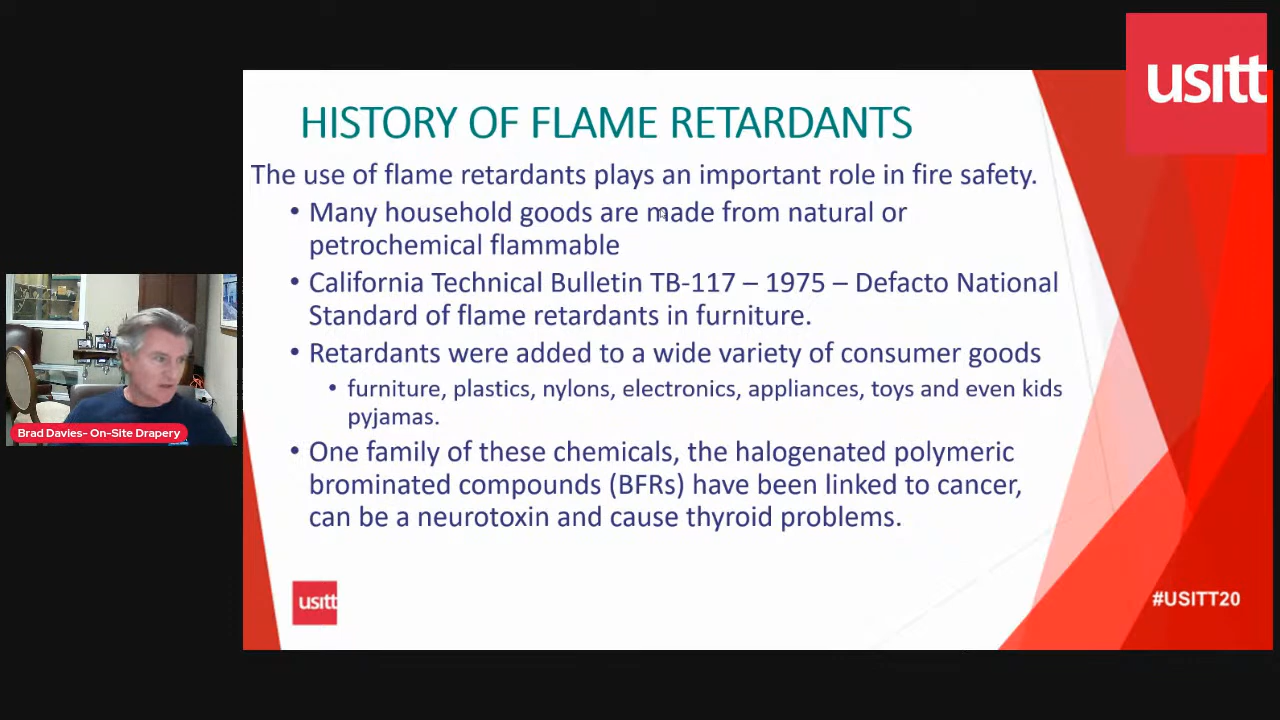 usitt
HISTORY OF FLAME RETARDANTS
The use of flame retardants plays an important role in fire safety.
• Many household goods are made from natural or
petrochemical flammable
• California Technical Bulletin TB-117 – 1975 – Defacto National
Standard of flame retardants in furniture.
• Retardants were added to a wide variety of consumer goods
• furniture, plastics, nylons, electronics, appliances, toys and even kids
pyjamas.
• One family of these chemicals, the halogenated polymeric
brominated compounds (BFRs) have been linked to cancer,
can be a neurotoxin and cause thyroid problems.
Brad Davies- On-Site Drapery
usitt
#USITT20